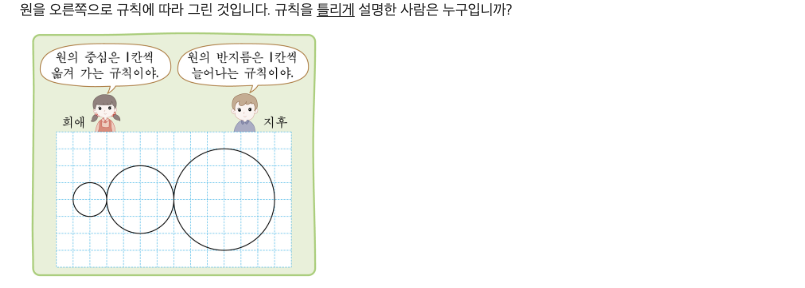 원을 오른쪽으로 규칙에 따라 그린 것입니다. 규칙을 틀리게 설명한 사람은 누구입니까?
원의 중심은 1칸씩
옮겨 가는 규칙이야.
원의 반지름은 1칸씩
늘어나는 규칙이야.
희애
지후